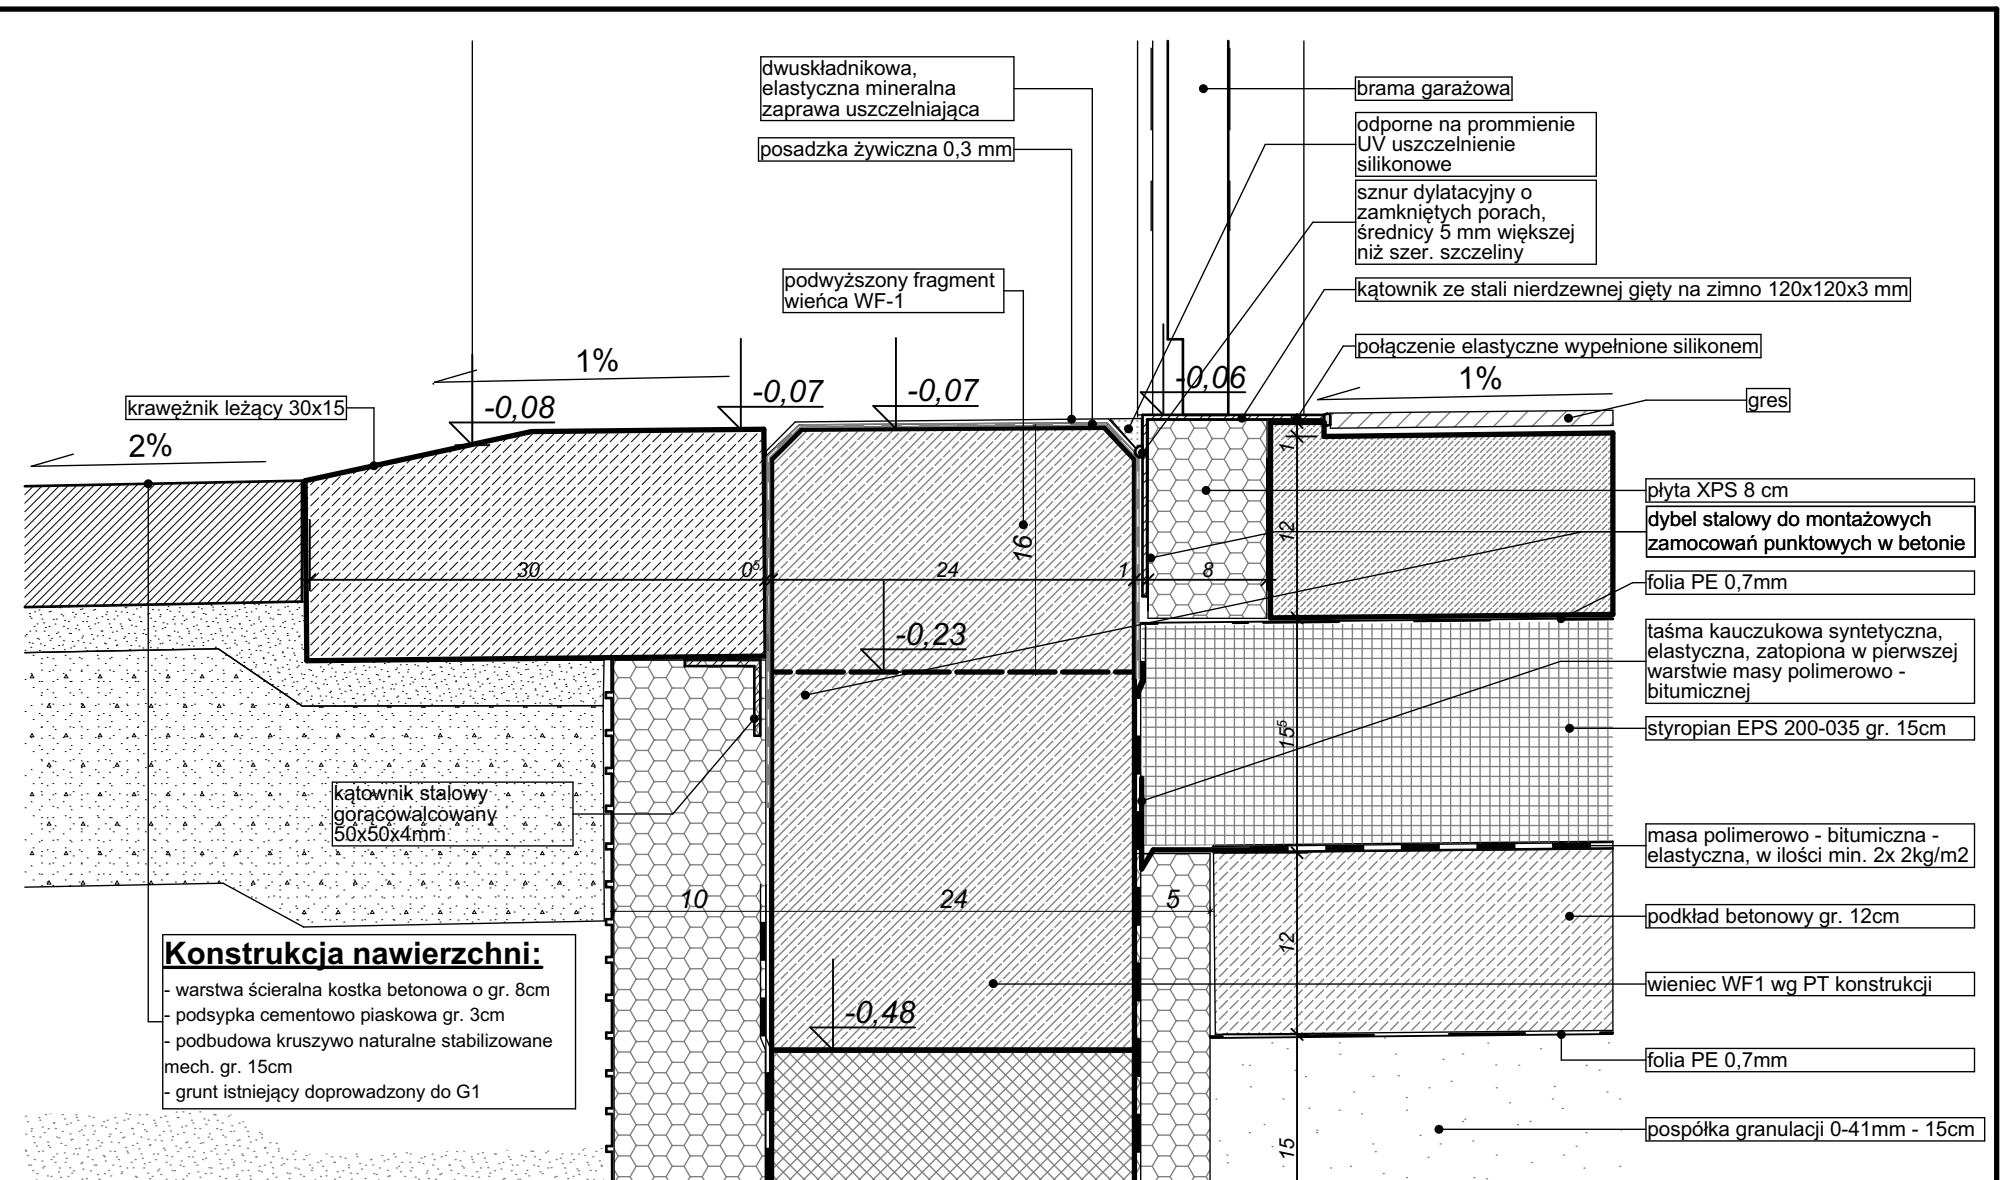 dwuskładnikowa,
elastyczna mineralna
zaprawa uszczelniająca
posadzka żywiczna 0,3 mm
podwyższony fragment
wieńca WF-1
brama garażowa
odporne na prommienie
UV uszczelnienie
silikonowe
sznur dylatacyjny o
zamkniętych porach,
średnicy 5 mm większej
niż szer. szczeliny
kątownik ze stali nierdzewnej gięty na zimno 120x120x3 mm
połączenie elastyczne wypełnione silikonem
1%
1%
-0,08
-0,07
-0,07
-0,06
krawężnik leżący 30x15
2%
gres
1
12
płyta XPS 8 cm
dybel stalowy do montażowych
zamocowań punktowych w betonie
16
30
0⁵
24
1
8
folia PE 0,7mm
-0,23
taśma kauczukowa syntetyczna,
elastyczna, zatopiona w pierwszej
warstwie masy polimerowo -
bitumicznej
15⁵
styropian EPS 200-035 gr. 15cm
kątownik stalowy
gorącowalcowany
50x50x4mm
masa polimerowo - bitumiczna -
elastyczna, w ilości min. 2x 2kg/m2
10
24
5
12
podkład betonowy gr. 12cm
Konstrukcja nawierzchni:
- warstwa ścieralna kostka betonowa o gr. 8cm
- podsypka cementowo piaskowa gr. 3cm
- podbudowa kruszywo naturalne stabilizowane
mech. gr. 15cm
- grunt istniejący doprowadzony do G1
wieniec WF1 wg PT konstrukcji
-0,48
folia PE 0,7mm
15
pospółka granulacji 0-41mm - 15cm